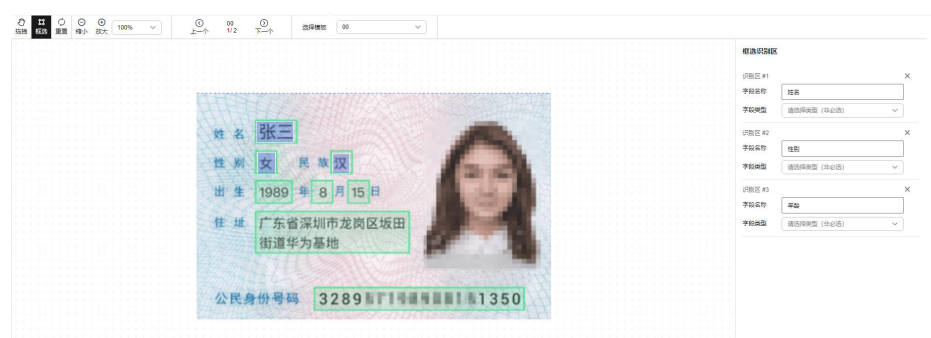 拖拽 框选 重置 缩小 放大 100% 上一个 00 1/2 下一个 选择模板 00
框选识别区
识别区 #1
字段名称 姓名
字段类型 请选择类型（非必选）
识别区 #2
字段名称 性别
字段类型 请选择类型（非必选）
识别区 #3
字段名称 年龄
字段类型 请选择类型（非必选）
姓 名 张三
性 别 女 民 族 汉
出 生 1989 年 8 月 15 日
住 址 广东省深圳市龙岗区坂田
街道华为基地
公民身份号码 3289 1350